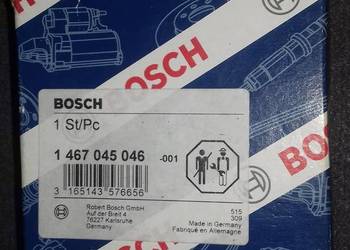 BOSCH
BOSCH
1 St/Pc
1 467 045 046 -001
3 165143 576656
Robert Bosch GmbH
Auf der Breit 4
76227 Karlsruhe
Germany
515
309
Made in Germany
Fabriqué en Allemagne